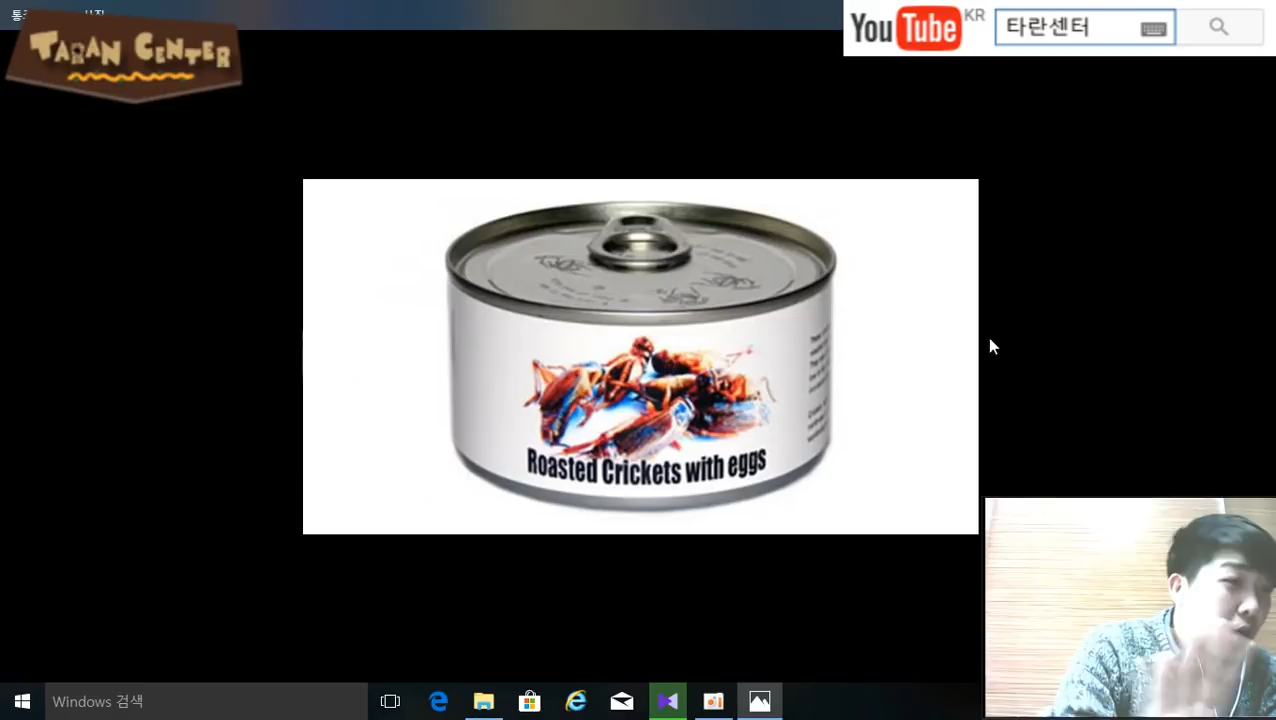 TARAN CENTER
YouTube KR
타란센터
Roasted Crickets with eggs
Windows 검색